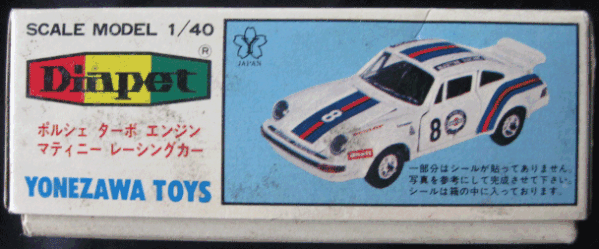 SCALE MODEL 1/40
Diapet ®
ポルシェ ターボ エンジン
マティニー レーシングカー
YONEZAWA TOYS
JAPAN
8
8
一部分はシールが貼ってありません。
写真を参考にして完成させて下さい。
シールは箱の中に入っております。